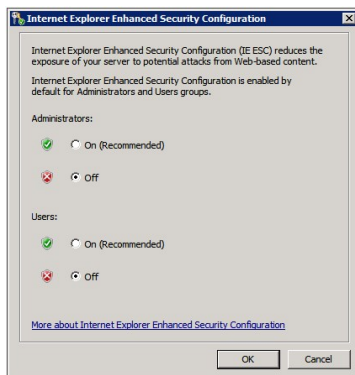 Internet Explorer Enhanced Security Configuration
Internet Explorer Enhanced Security Configuration (IE ESC) reduces the
exposure of your server to potential attacks from Web-based content.
Internet Explorer Enhanced Security Configuration is enabled by
default for Administrators and Users groups.
Administrators:
On (Recommended)
Off
Users:
On (Recommended)
Off
More about Internet Explorer Enhanced Security Configuration
OK
Cancel